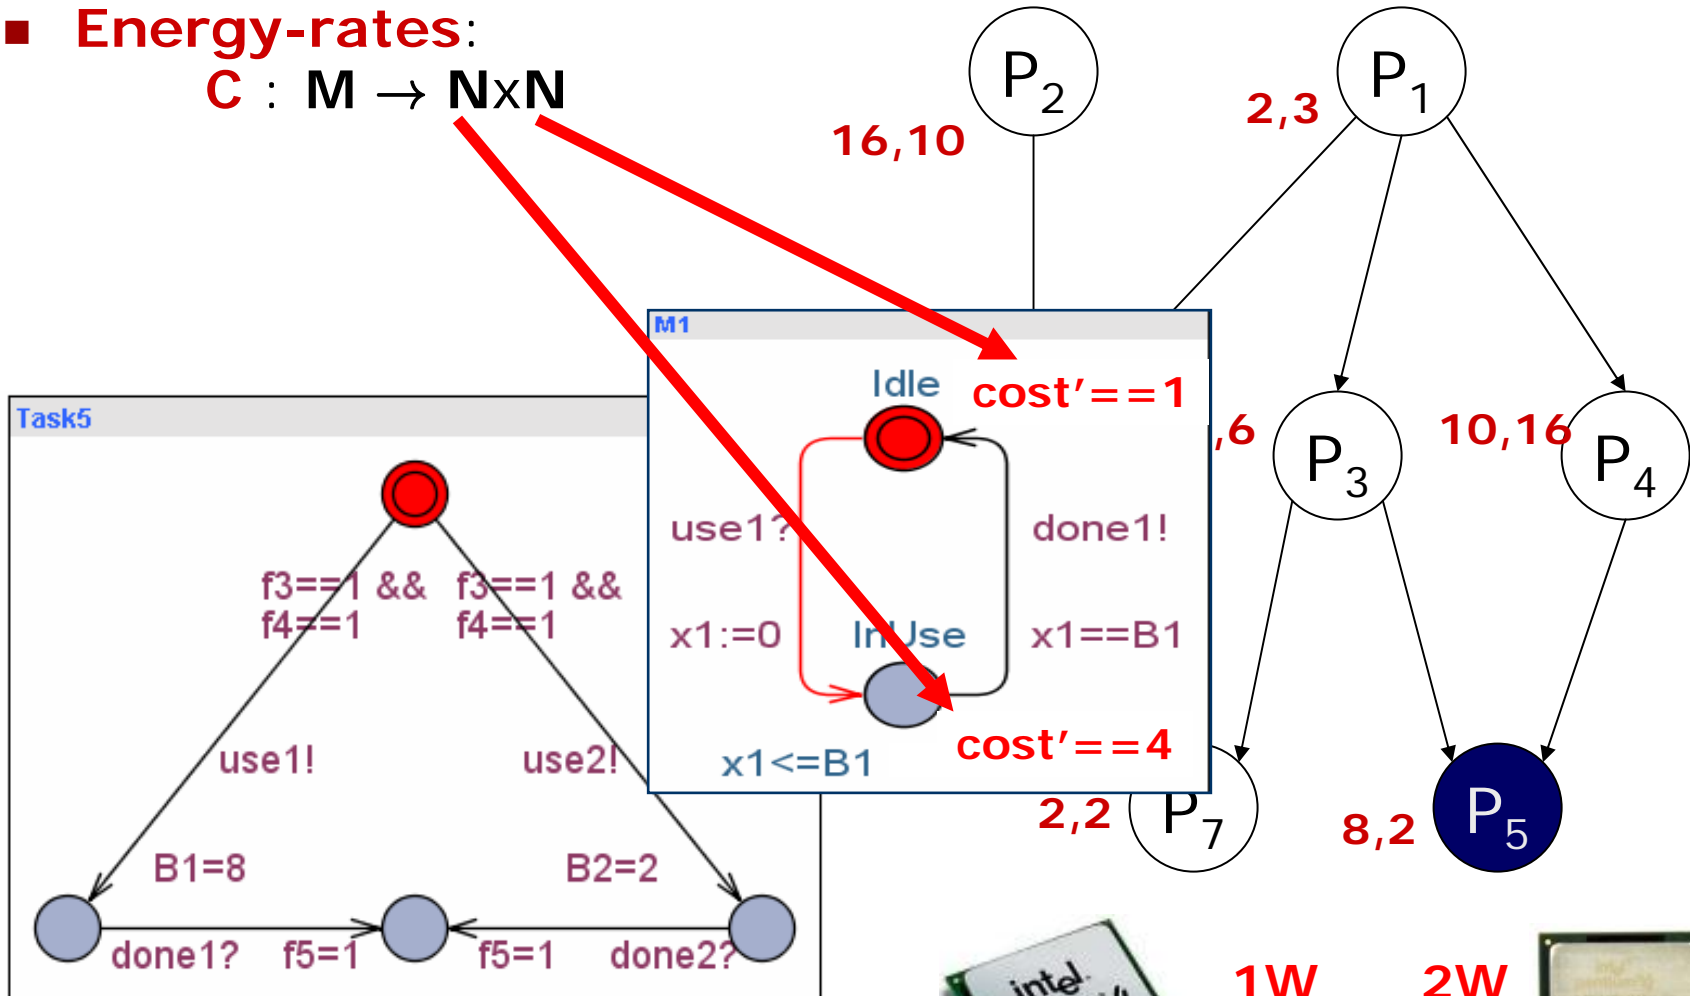 Energy-rates:
C : M → NxN
P2
P1
2,3
16,10
M1
Idle
cost'==1
Task5
,6
P3
10,16
P4
use1?
done1!
f3==1 && f3==1 &&
f4==1 f4==1
x1:=0
InUse
x1==B1
use1!
use2!
x1<=B1
cost'==4
2,2
P7
8,2
P5
B1=8
B2=2
done1?
f5=1
f5=1
done2?
intel
1W
2W